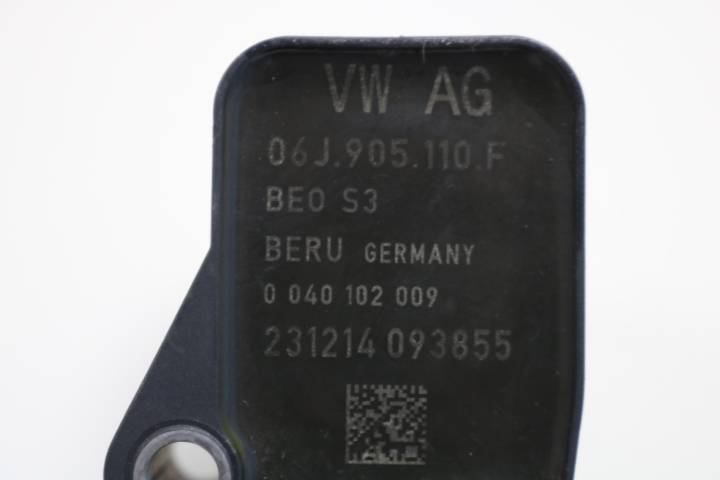 VW AG
06J.905.110.F
BEO S3
BERU GERMANY
0 040 102 009
231214 093855